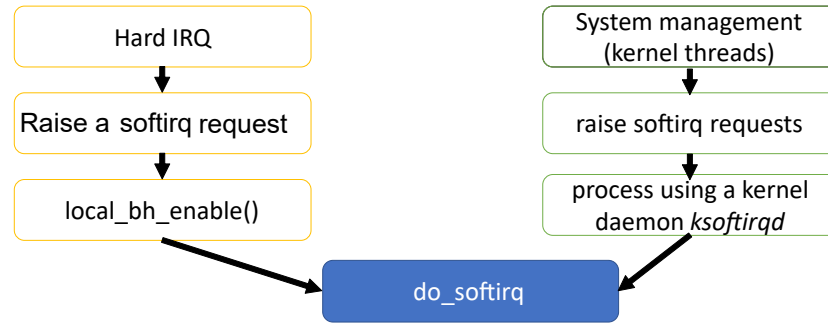 Hard IRQ
Raise a softirq request
local_bh_enable()
System management
(kernel threads)
raise softirq requests
process using a kernel
daemon ksoftirqd
do_softirq